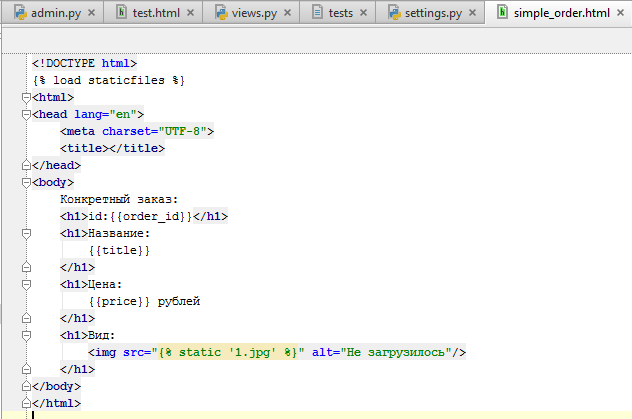 admin.py test.html views.py tests settings.py simple_order.html
<!DOCTYPE html>
{% load staticfiles %}
<html>
<head lang="en">
    <meta charset="UTF-8">
    <title></title>
</head>
<body>
    Конкретный заказ:
    <h1>id:{{order_id}}</h1>
    <h1>Название:
        {{title}}
    </h1>
    <h1>Цена:
        {{price}} рублей
    </h1>
    <h1>Вид:
        <img src="{% static '1.jpg' %}" alt="Не загрузилось"/>
    </h1>
</body>
</html>